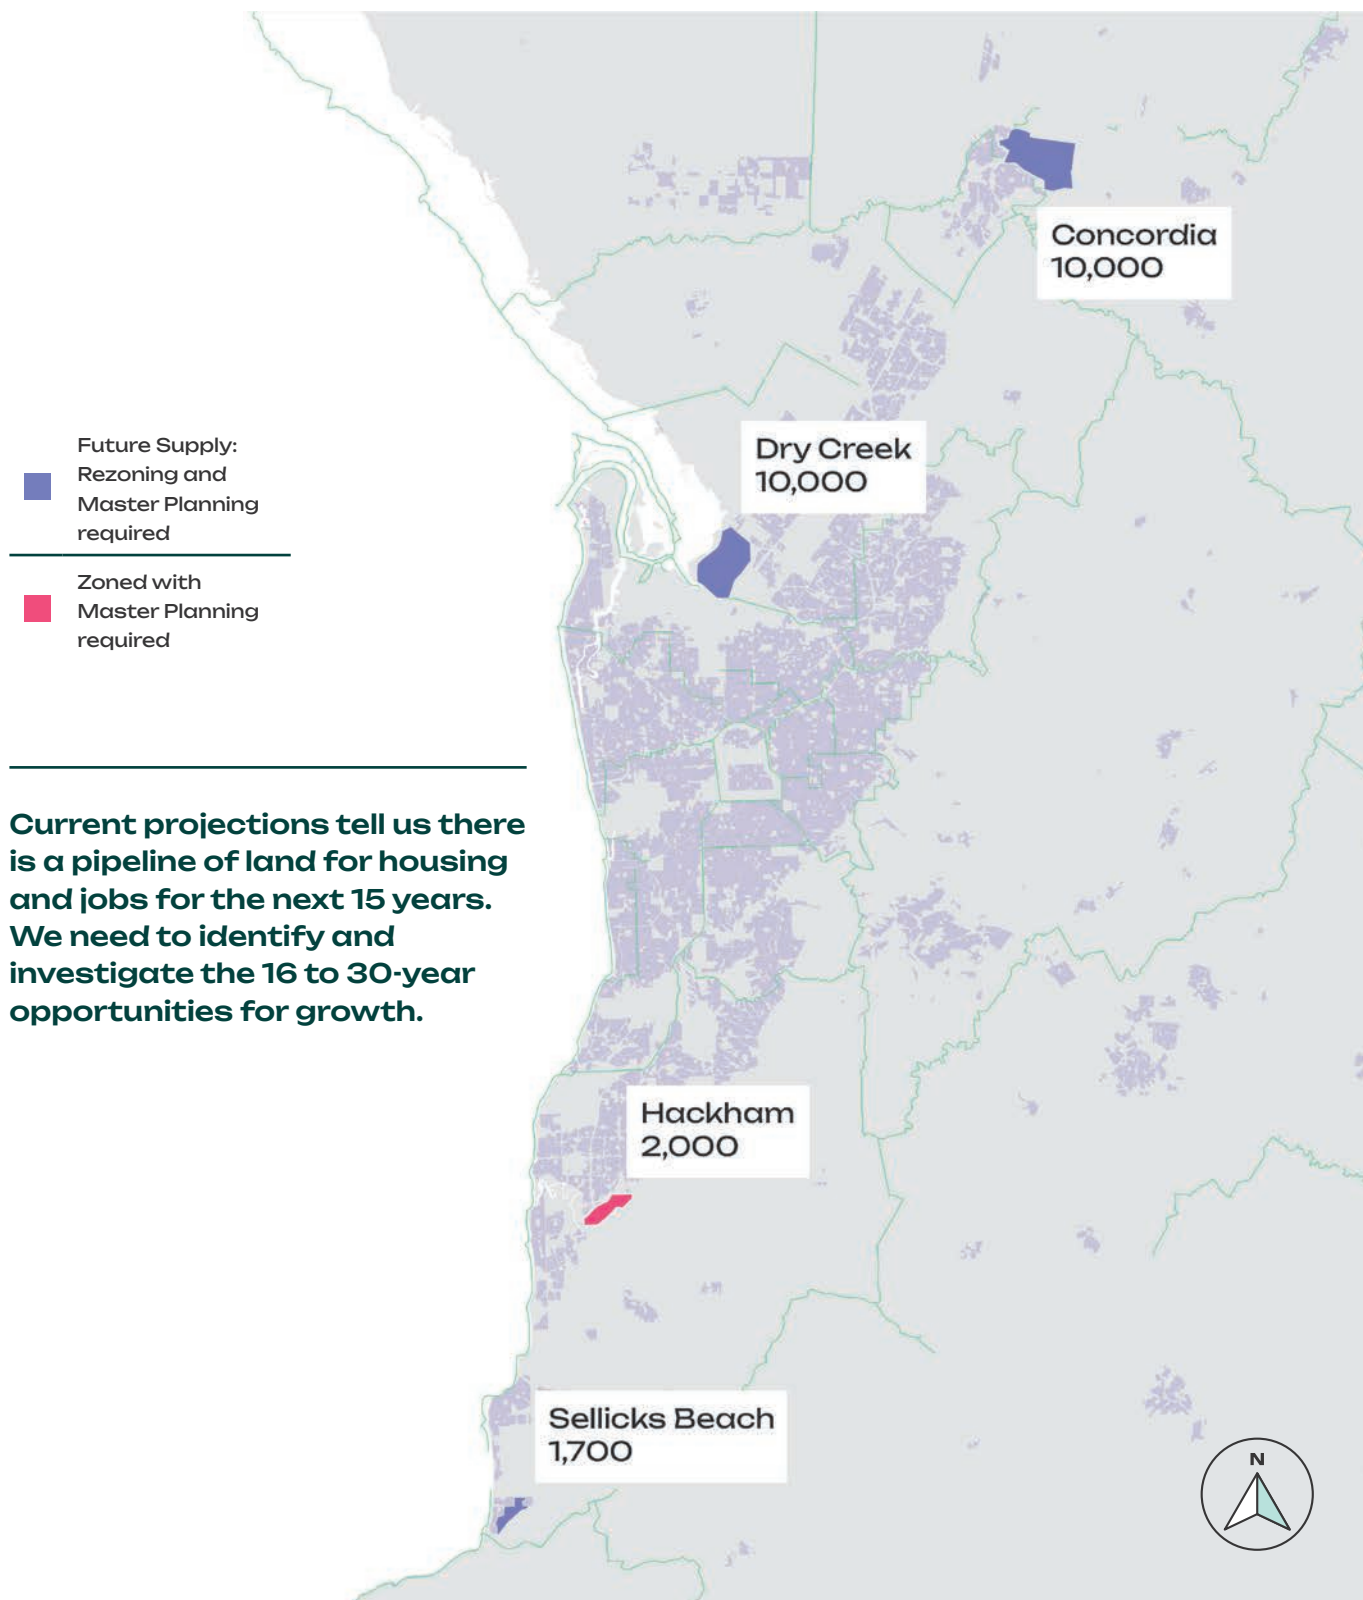 Concordia
10,000
Dry Creek
10,000
Future Supply:
Rezoning and
Master Planning
required
Zoned with
Master Planning
required
Current projections tell us there
is a pipeline of land for housing
and jobs for the next 15 years.
We need to identify and
investigate the 16 to 30-year
opportunities for growth.
Hackham
2,000
Sellicks Beach
1,700
N